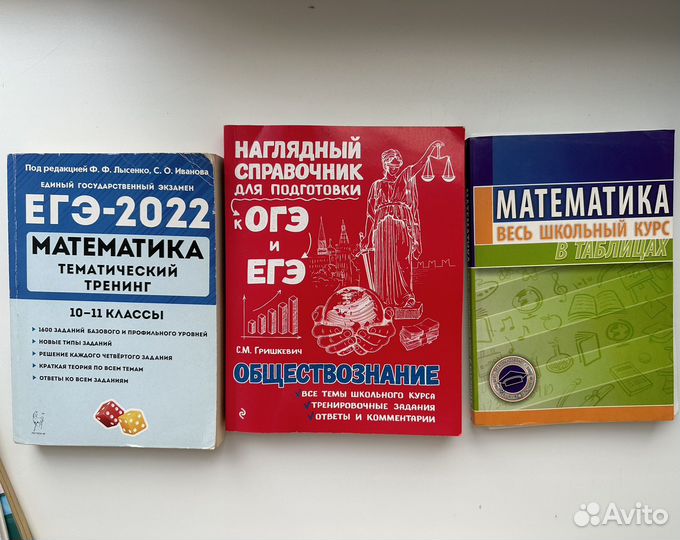 Под редакцией Ф. Ф. Лысенко, С. О. Иванова
ЕДИНЫЙ ГОСУДАРСТВЕННЫЙ ЭКЗАМЕН
ЕГЭ-2022
МАТЕМАТИКА
ТЕМАТИЧЕСКИЙ
ТРЕНИНГ
10–11 КЛАССЫ
1600 ЗАДАНИЙ БАЗОВОГО И ПРОФИЛЬНОГО УРОВНЕЙ
НОВЫЕ ТИПЫ ЗАДАНИЙ
РЕШЕНИЕ КАЖДОГО ЧЕТВЁРТОГО ЗАДАНИЯ
КРАТКАЯ ТЕОРИЯ ПО ВСЕМ ТЕМАМ
ОТВЕТЫ КО ВСЕМ ЗАДАНИЯМ
НАГЛЯДНЫЙ
СПРАВОЧНИК
ДЛЯ ПОДГОТОВКИ
К ОГЭ
И
ЕГЭ
С.М. Гришкевич
ОБЩЕСТВОЗНАНИЕ
ВСЕ ТЕМЫ ШКОЛЬНОГО КУРСА
ТРЕНИРОВОЧНЫЕ ЗАДАНИЯ
ОТВЕТЫ И КОММЕНТАРИИ
МАТЕМАТИКА
ВЕСЬ ШКОЛЬНЫЙ КУРС
В ТАБЛИЦАХ
Avito